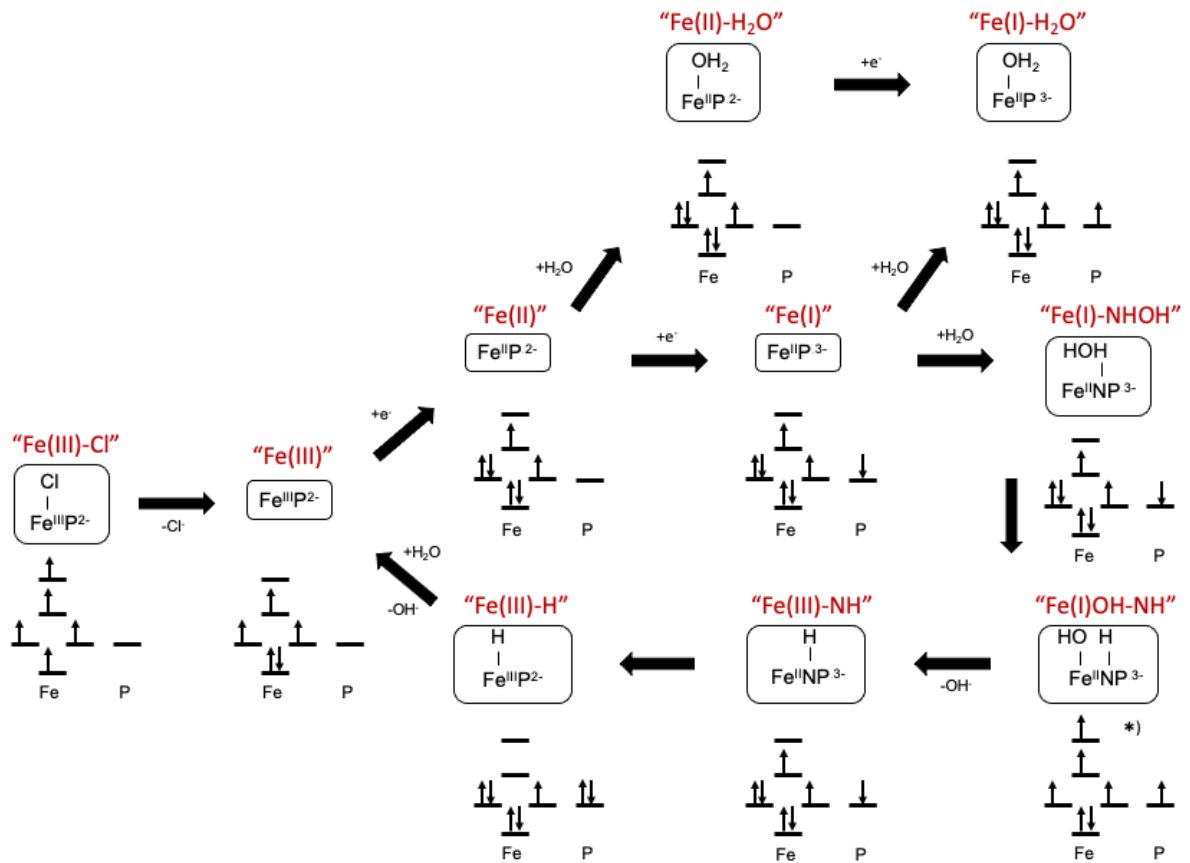 “Fe(II)-H₂O”
“Fe(I)-H₂O”
OH₂
FeᴵᴵP·²⁻
+e⁻
OH₂
FeᴵᴵP·³⁻
Fe P
Fe P
+H₂O
+H₂O
“Fe(II)”
“Fe(I)”
“Fe(I)-NHOH”
FeᴵᴵP·²⁻
+e⁻
FeᴵᴵP·³⁻
+H₂O
HOH
FeᴵᴵNP·³⁻
+e⁻
“Fe(III)-Cl”
“Fe(III)”
Cl
FeᴵᴵᴵP²⁻
-Cl⁻
FeᴵᴵᴵP²⁻
Fe P
Fe P
Fe P
+H₂O
-OH⁻
“Fe(III)-H”
“Fe(III)-NH”
“Fe(I)OH-NH”
H
FeᴵᴵᴵP²⁻
H
FeᴵᴵNP·³⁻
-OH⁻
HO H
FeᴵᴵNP·³⁻
Fe P
Fe P
*)
Fe P
Fe P
Fe P